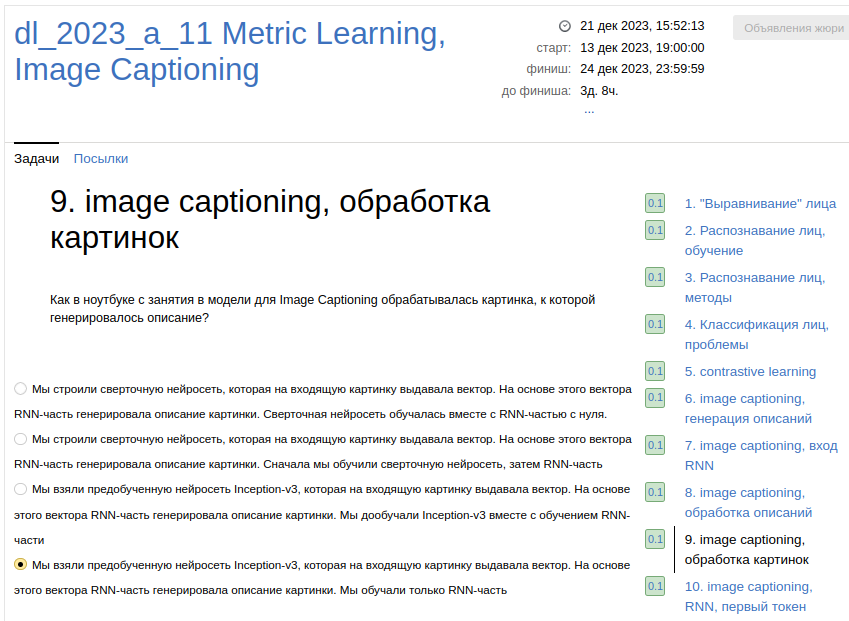 dl_2023_a_11 Metric Learning,
Image Captioning
21 дек 2023, 15:52:13
старт: 13 дек 2023, 19:00:00
финиш: 24 дек 2023, 23:59:59
до финиша: 3д. 8ч.
...
Объявления жюри
Задачи Посылки
9. image captioning, обработка
картинок
Как в ноутбуке с занятия в модели для Image Captioning обрабатывалась картинка, к которой
генерировалось описание?
Мы строили сверточную нейросеть, которая на входящую картинку выдавала вектор. На основе этого вектора
RNN-часть генерировала описание картинки. Сверточная нейросеть обучалась вместе с RNN-частью с нуля.
Мы строили сверточную нейросеть, которая на входящую картинку выдавала вектор. На основе этого вектора
RNN-часть генерировала описание картинки. Сначала мы обучили сверточную нейросеть, затем RNN-часть
Мы взяли предобученную нейросеть Inception-v3, которая на входящую картинку выдавала вектор. На основе
этого вектора RNN-часть генерировала описание картинки. Мы дообучали Inception-v3 вместе с обучением RNN-
части
Мы взяли предобученную нейросеть Inception-v3, которая на входящую картинку выдавала вектор. На основе
этого вектора RNN-часть генерировала описание картинки. Мы обучали только RNN-часть
0.1 1. "Выравнивание" лица
0.1 2. Распознавание лиц,
обучение
0.1 3. Распознавание лиц,
методы
0.1 4. Классификация лиц,
проблемы
0.1 5. contrastive learning
0.1 6. image captioning,
генерация описаний
0.1 7. image captioning, вход
RNN
0.1 8. image captioning,
обработка описаний
0.1 9. image captioning,
обработка картинок
0.1 10. image captioning,
RNN, первый токен